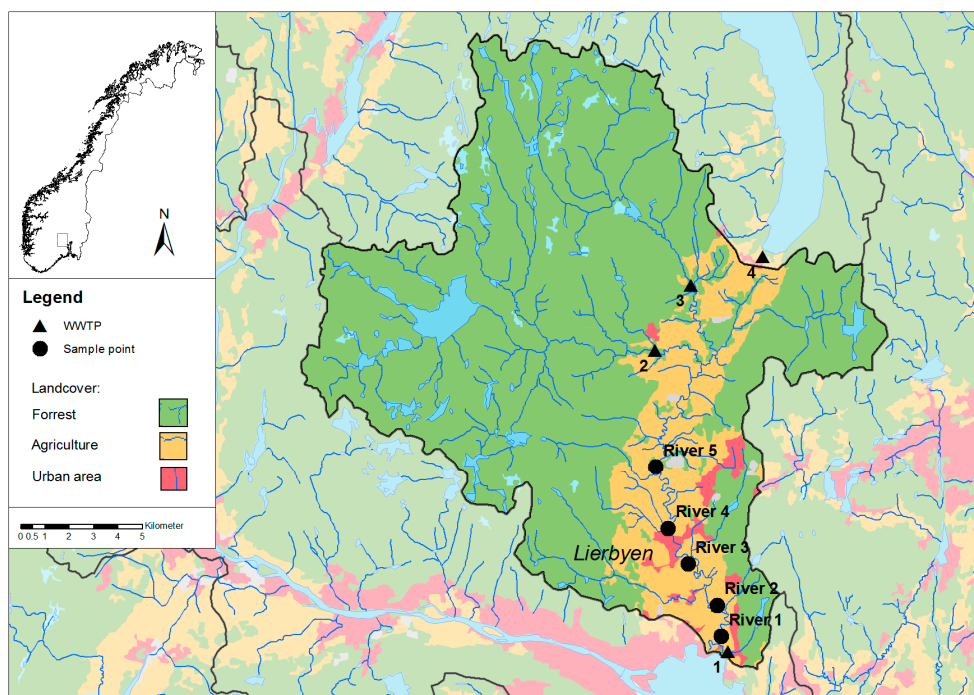 N
Legend
WWTP
Sample point
Landcover:
Forrest
Agriculture
Urban area
0 0.5 1 2 3 4 5 Kilometer
4
3
2
River 5
River 4
Lierbyen
River 3
River 2
River 1
1